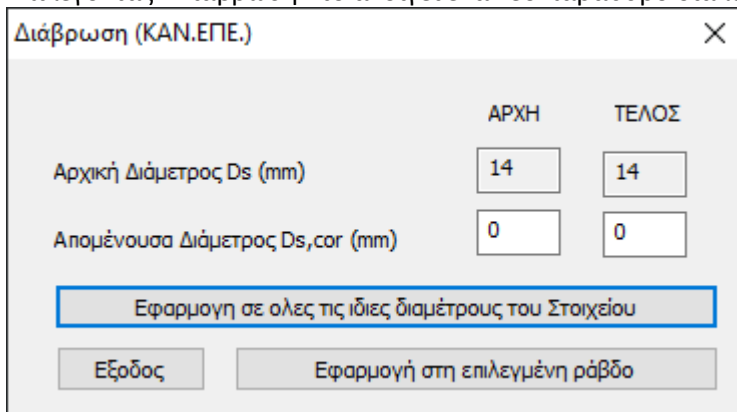 Διάβρωση (ΚΑΝ.ΕΠΕ.)
ΑΡΧΗ ΤΕΛΟΣ
Αρχική Διάμετρος Ds (mm) 14 14
Απομένουσα Διάμετρος Ds,cor (mm) 0 0
Εφαρμογη σε ολες τις ιδιες διαμέτρους του Στοιχείου
Εξοδος Εφαρμογή στη επιλεγμένη ράβδο